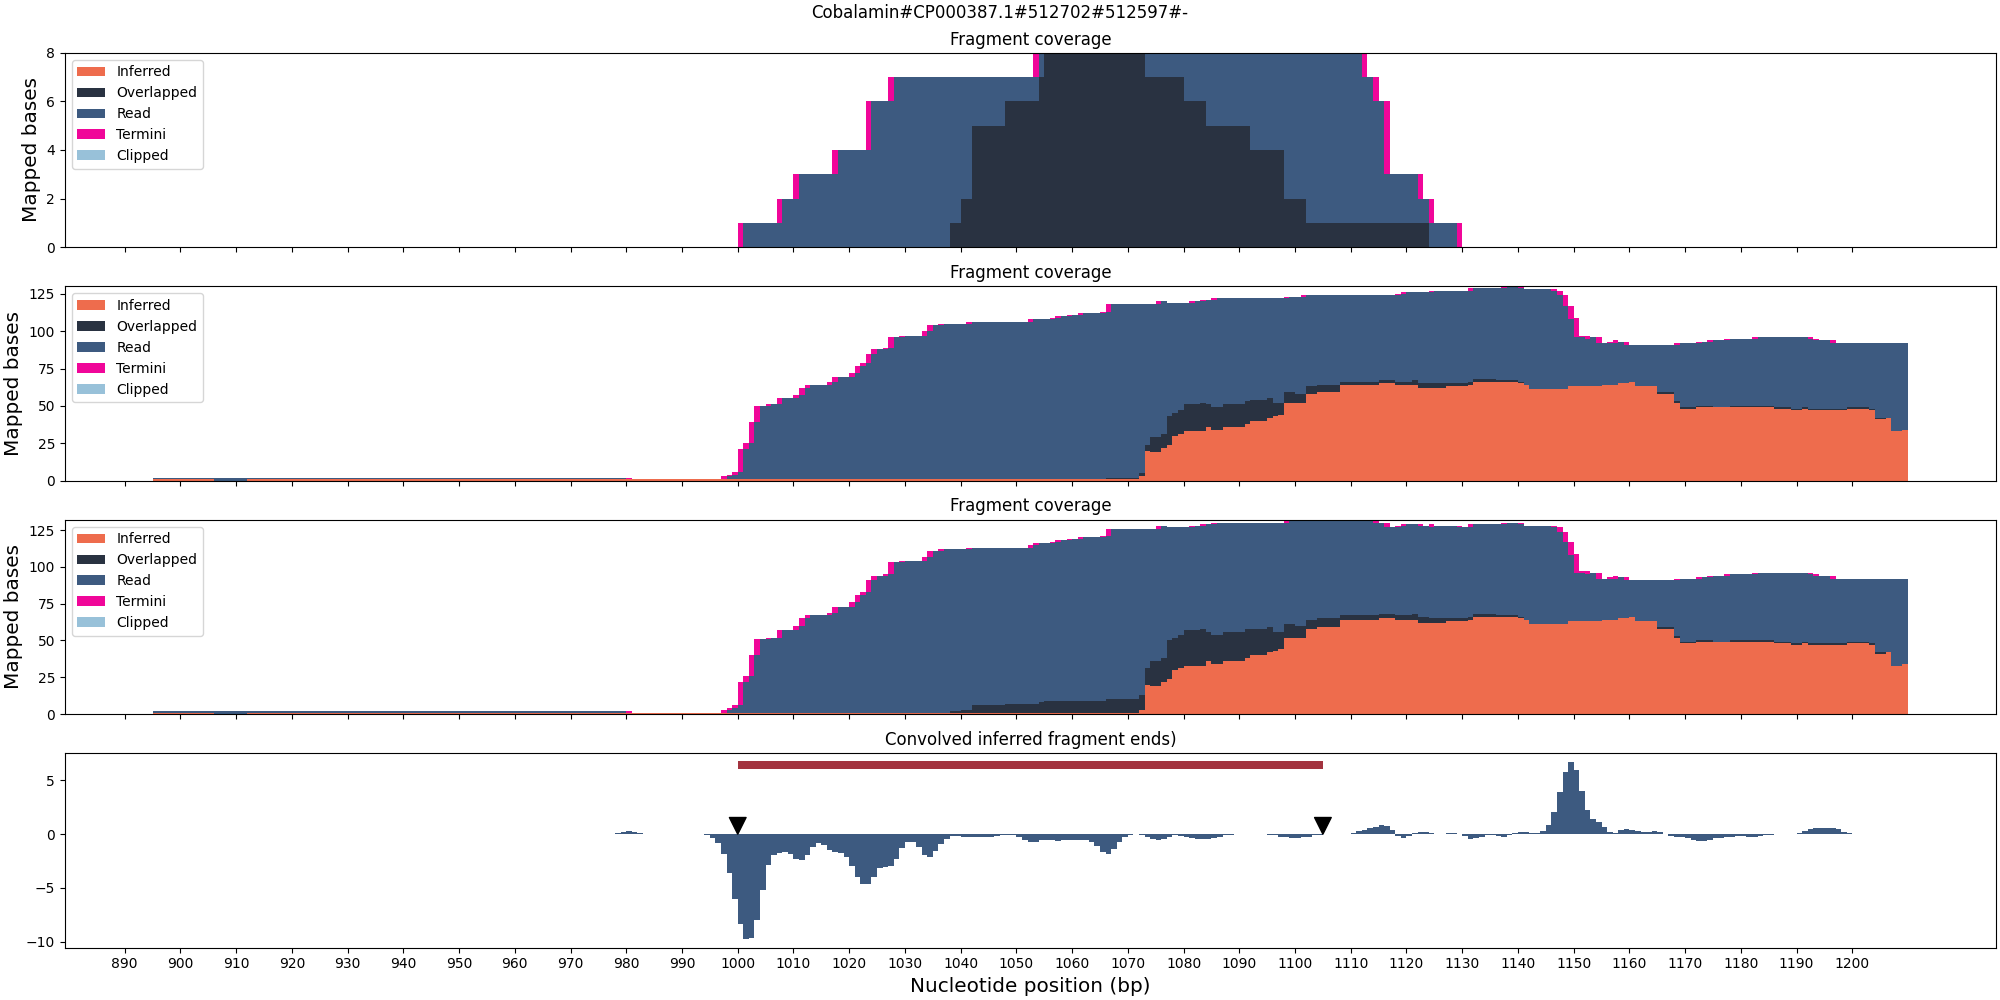 Cobalamin#CP000387.1#512702#512597#-
Fragment coverage
Mapped bases
8
6
4
2
0
Inferred
Overlapped
Read
Termini
Clipped
Fragment coverage
Mapped bases
125
100
75
50
25
0
Inferred
Overlapped
Read
Termini
Clipped
Fragment coverage
Mapped bases
125
100
75
50
25
0
Inferred
Overlapped
Read
Termini
Clipped
Convolved inferred fragment ends)
5
0
−5
−10
890 900 910 920 930 940 950 960 970 980 990 1000 1010 1020 1030 1040 1050 1060 1070 1080 1090 1100 1110 1120 1130 1140 1150 1160 1170 1180 1190 1200
Nucleotide position (bp)